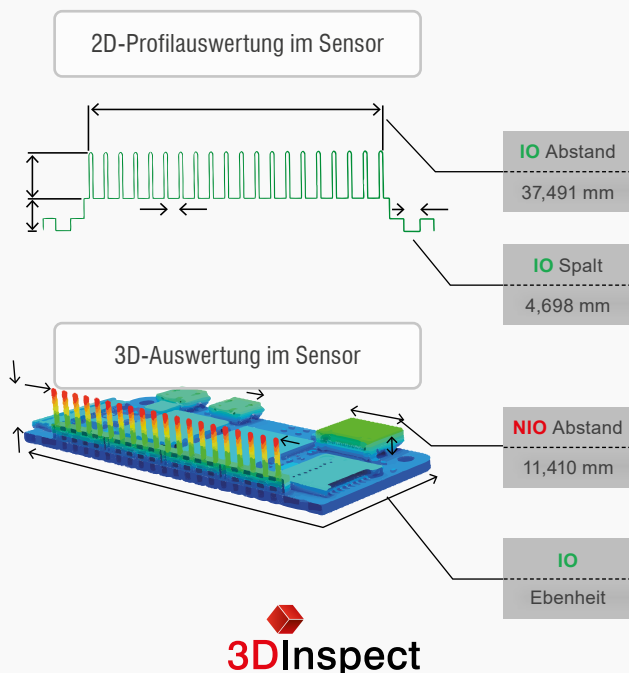 2D-Profilauswertung im Sensor
IO Abstand
37,491 mm
IO Spalt
4,698 mm
3D-Auswertung im Sensor
NIO Abstand
11,410 mm
IO
Ebenheit
3DInspect